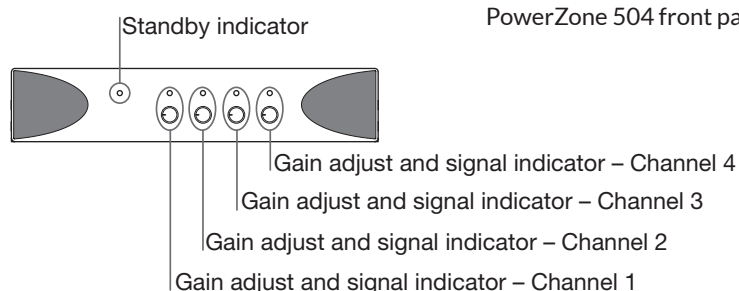 PowerZone 504 front
Standby indicator
Gain adjust and signal indicator – Channel 4
Gain adjust and signal indicator – Channel 3
Gain adjust and signal indicator – Channel 2
Gain adjust and signal indicator – Channel 1